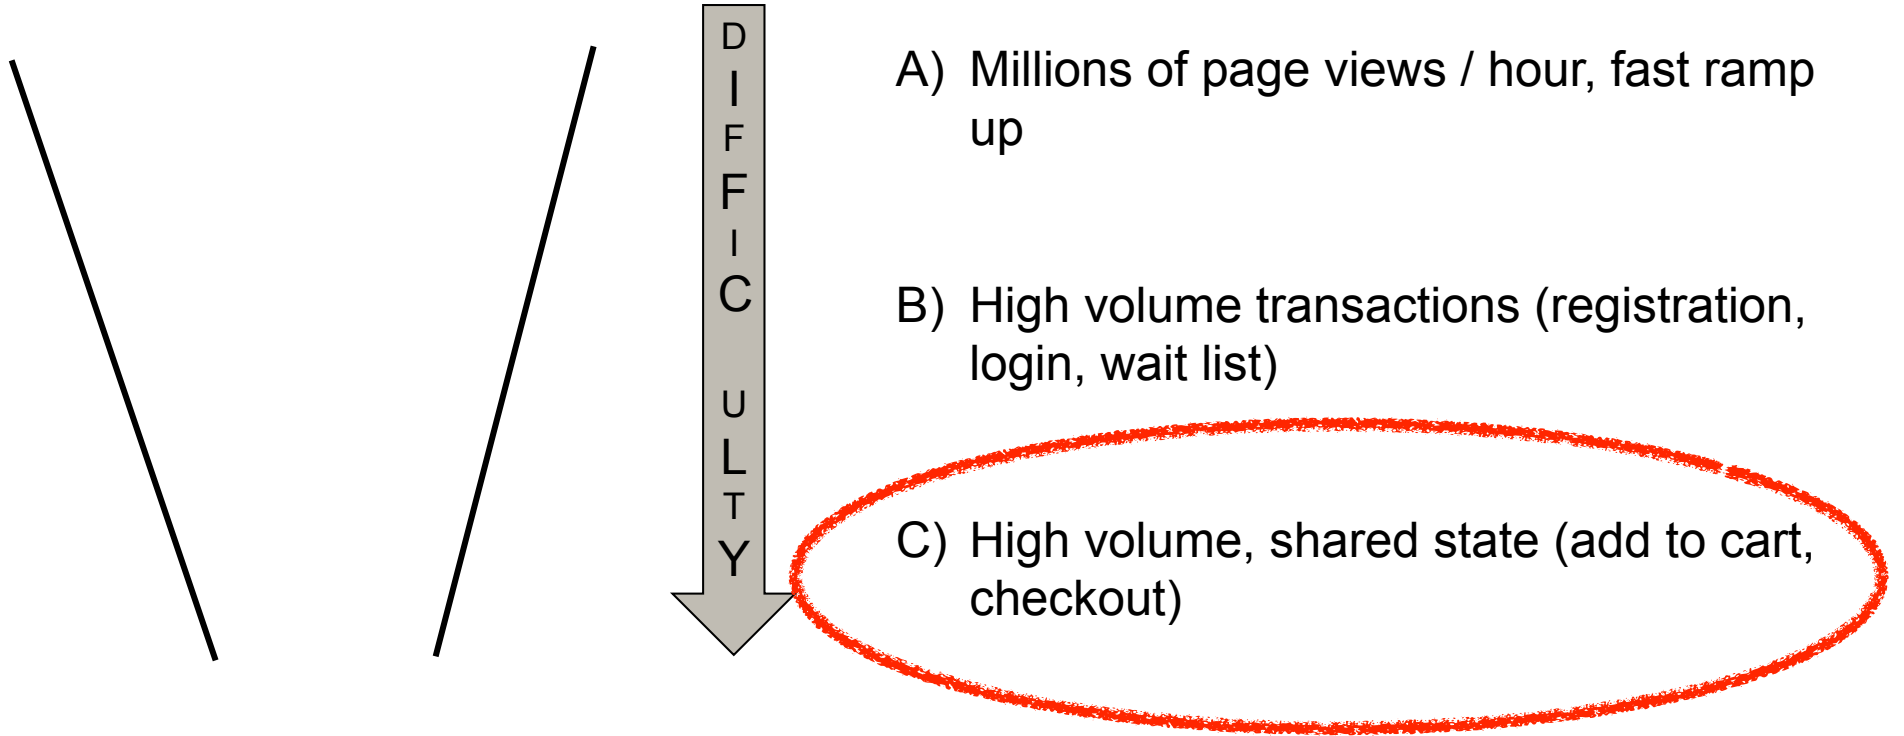 D
I
F
F
I
C
U
L
T
Y
A) Millions of page views / hour, fast ramp
up
B) High volume transactions (registration,
login, wait list)
C) High volume, shared state (add to cart,
checkout)